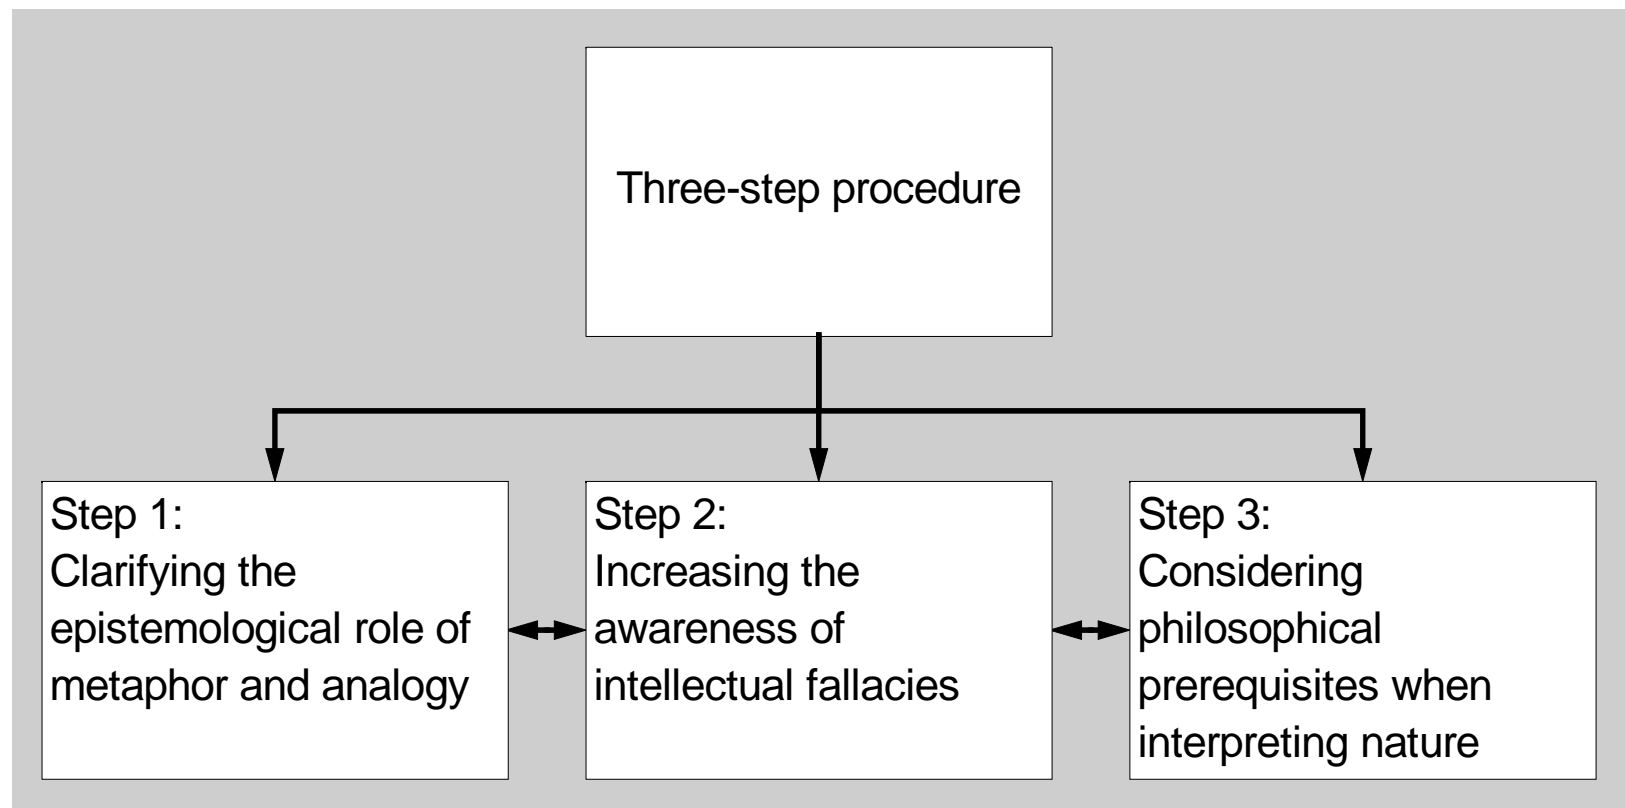 Three-step procedure
Step 1:
Clarifying the
epistemological role of
metaphor and analogy
Step 2:
Increasing the
awareness of
intellectual fallacies
Step 3:
Considering
philosophical
prerequisites when
interpreting nature